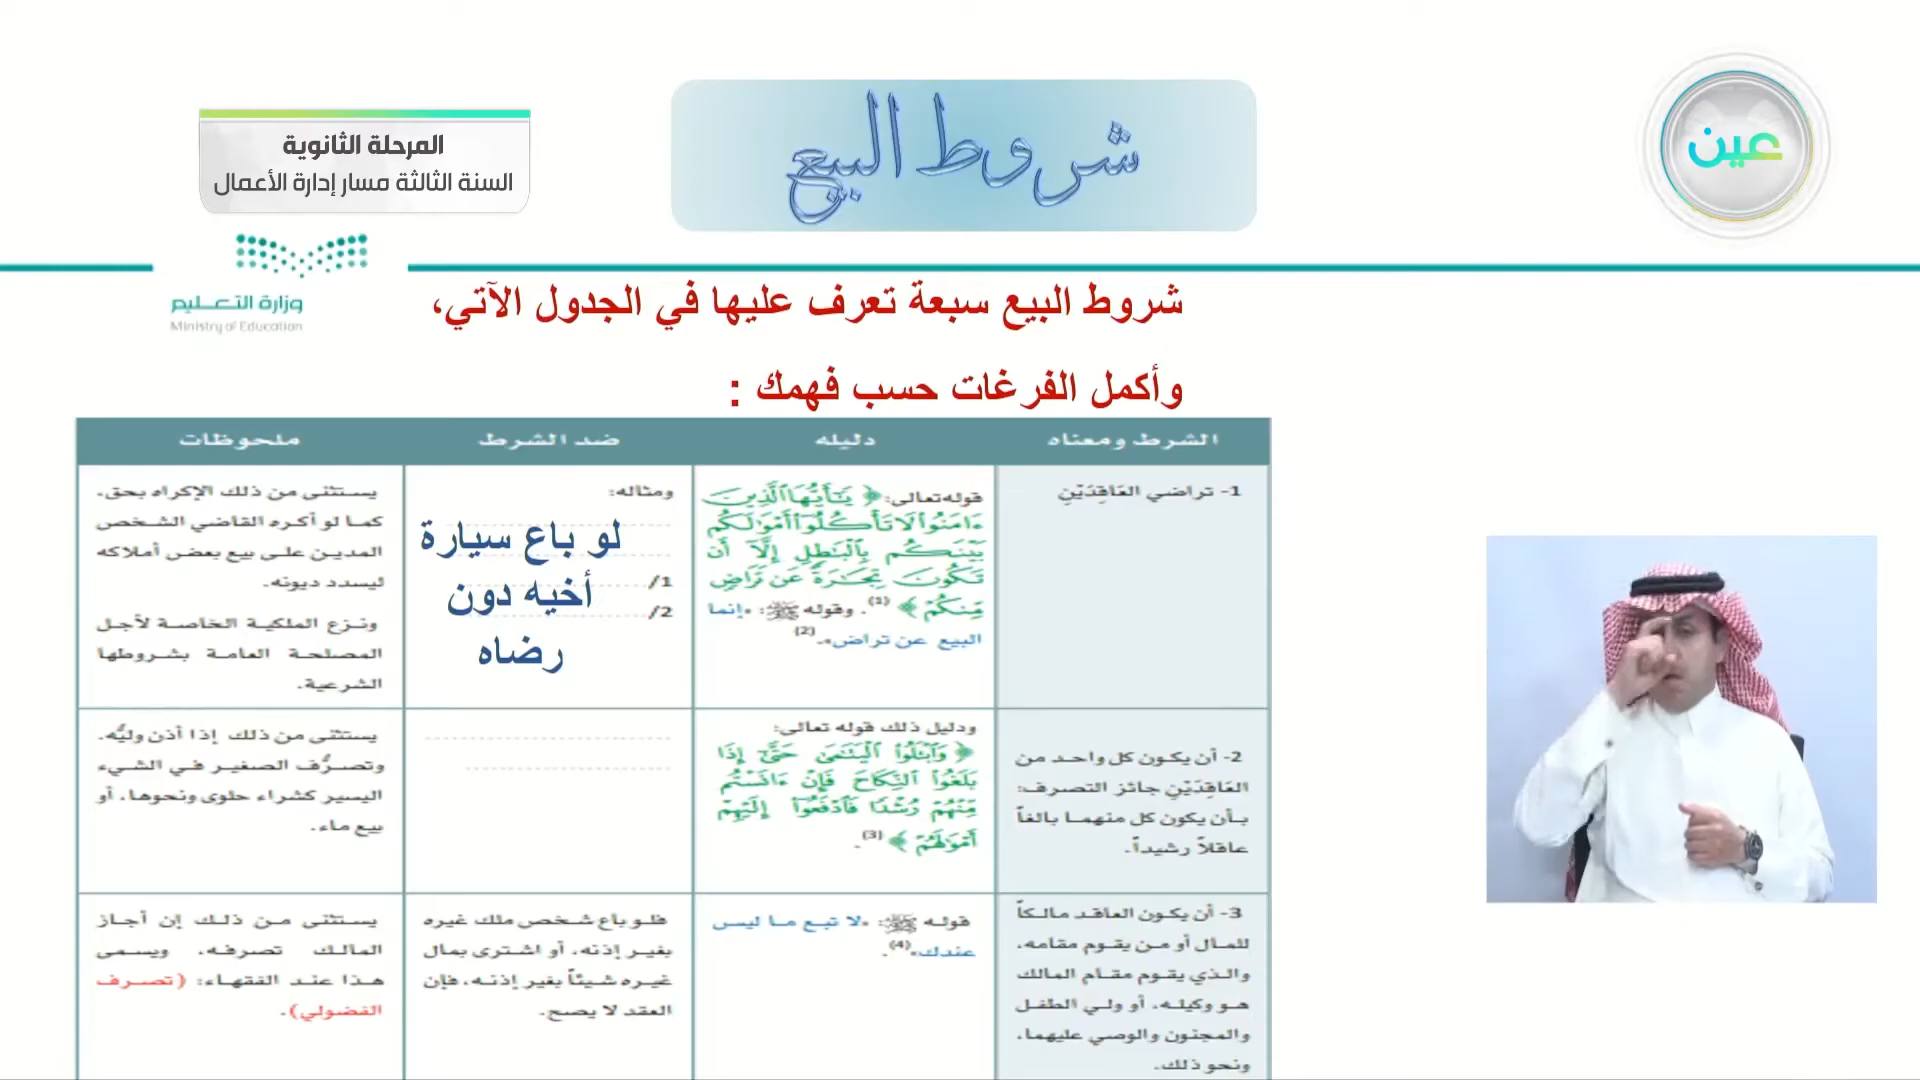 عين
شروط البيع
المرحلة الثانوية
السنة الثالثة مسار إدارة الأعمال
وزارة التعـــليم
Ministry of Education
شروط البيع سبعة تعرف عليها في الجدول الآتي،
وأكمل الفرغات حسب فهمك :
الشرط ومعناه
دليله
ضد الشرط
ملحوظات
1- تراضي العَاقِدَيْنِ
قوله تعالى: ﴿ يَـٰٓأَيُّهَا ٱلَّذِينَ
ءَامَنُوا۟ لَا تَأْكُلُوٓا۟ أَمْوَٰلَكُم
بَيْنَكُم بِٱلْبَـٰطِلِ إِلَّآ أَن
تَكُونَ تِجَـٰرَةً عَن تَرَاضٍ
مِّنكُمْ ﴾ (1). وقوله ﷺ: «إنما
البيع عن تراض».(2)
ومثاله:
1/
2/
لو باع سيارة
أخيه دون
رضاه
يستثنى من ذلك الإكراه بحق،
كما لو أكره القاضي الشخص
المدين على بيع بعض أملاكه
ليسدد ديونه.
ونزع الملكية الخاصة لأجل
المصلحة العامة بشروطها
الشرعية.
2- أن يكون كل واحد من
العَاقِدَيْنِ جائز التصرف:
بأن يكون كل منهما بالغاً
عاقلاً رشيداً.
ودليل ذلك قوله تعالى:
﴿ وَٱبْتَلُوا۟ ٱلْيَتَـٰمَىٰ حَتَّىٰٓ إِذَا
بَلَغُوا۟ ٱلنِّكَاحَ فَإِنْ ءَانَسْتُم
مِّنْهُمْ رُشْدًا فَٱدْفَعُوٓا۟ إِلَيْهِمْ
أَمْوَٰلَهُمْ ﴾ (3).
يستثنى من ذلك إذا أذن وليُّه،
وتصرُّف الصغير في الشيء
اليسير كشراء حلوى ونحوها، أو
بيع ماء.
3- أن يكون العاقد مالكاً
للمال أو من يقوم مقامه،
والذي يقوم مقام المالك
هو وكيله، أو ولي الطفل
والمجنون والوصي عليهما،
ونحو ذلك.
قوله ﷺ: «لا تبع ما ليس
عندك»(4).
فلو باع شخص ملك غيره
بغير إذنه، أو اشترى بمال
غيره شيئاً بغير إذنه، فإن
العقد لا يصح.
يستثنى من ذلك إن أجاز
المالك تصرفه، ويسمى
هذا عند الفقهاء: (تصرف
الفضولي).